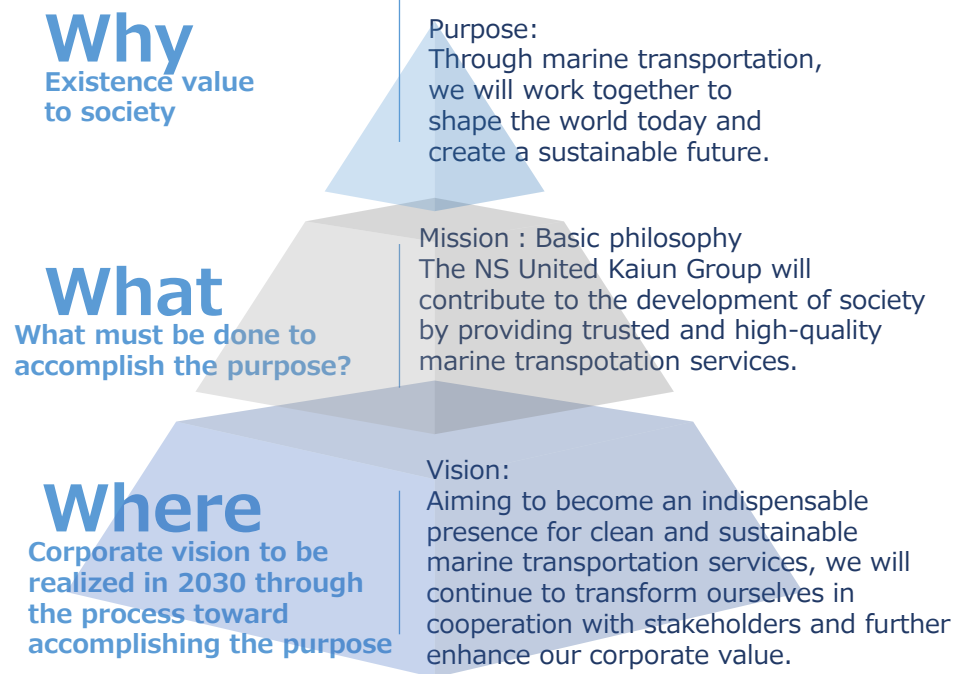 Why
Existence value
to society
Purpose:
Through marine transportation,
we will work together to
shape the world today and
create a sustainable future.
What
What must be done to
accomplish the purpose?
Mission : Basic philosophy
The NS United Kaiun Group will
contribute to the development of society
by providing trusted and high-quality
marine transpotation services.
Where
Corporate vision to be
realized in 2030 through
the process toward
accomplishing the purpose
Vision:
Aiming to become an indispensable
presence for clean and sustainable
marine transportation services, we will
continue to transform ourselves in
cooperation with stakeholders and further
enhance our corporate value.